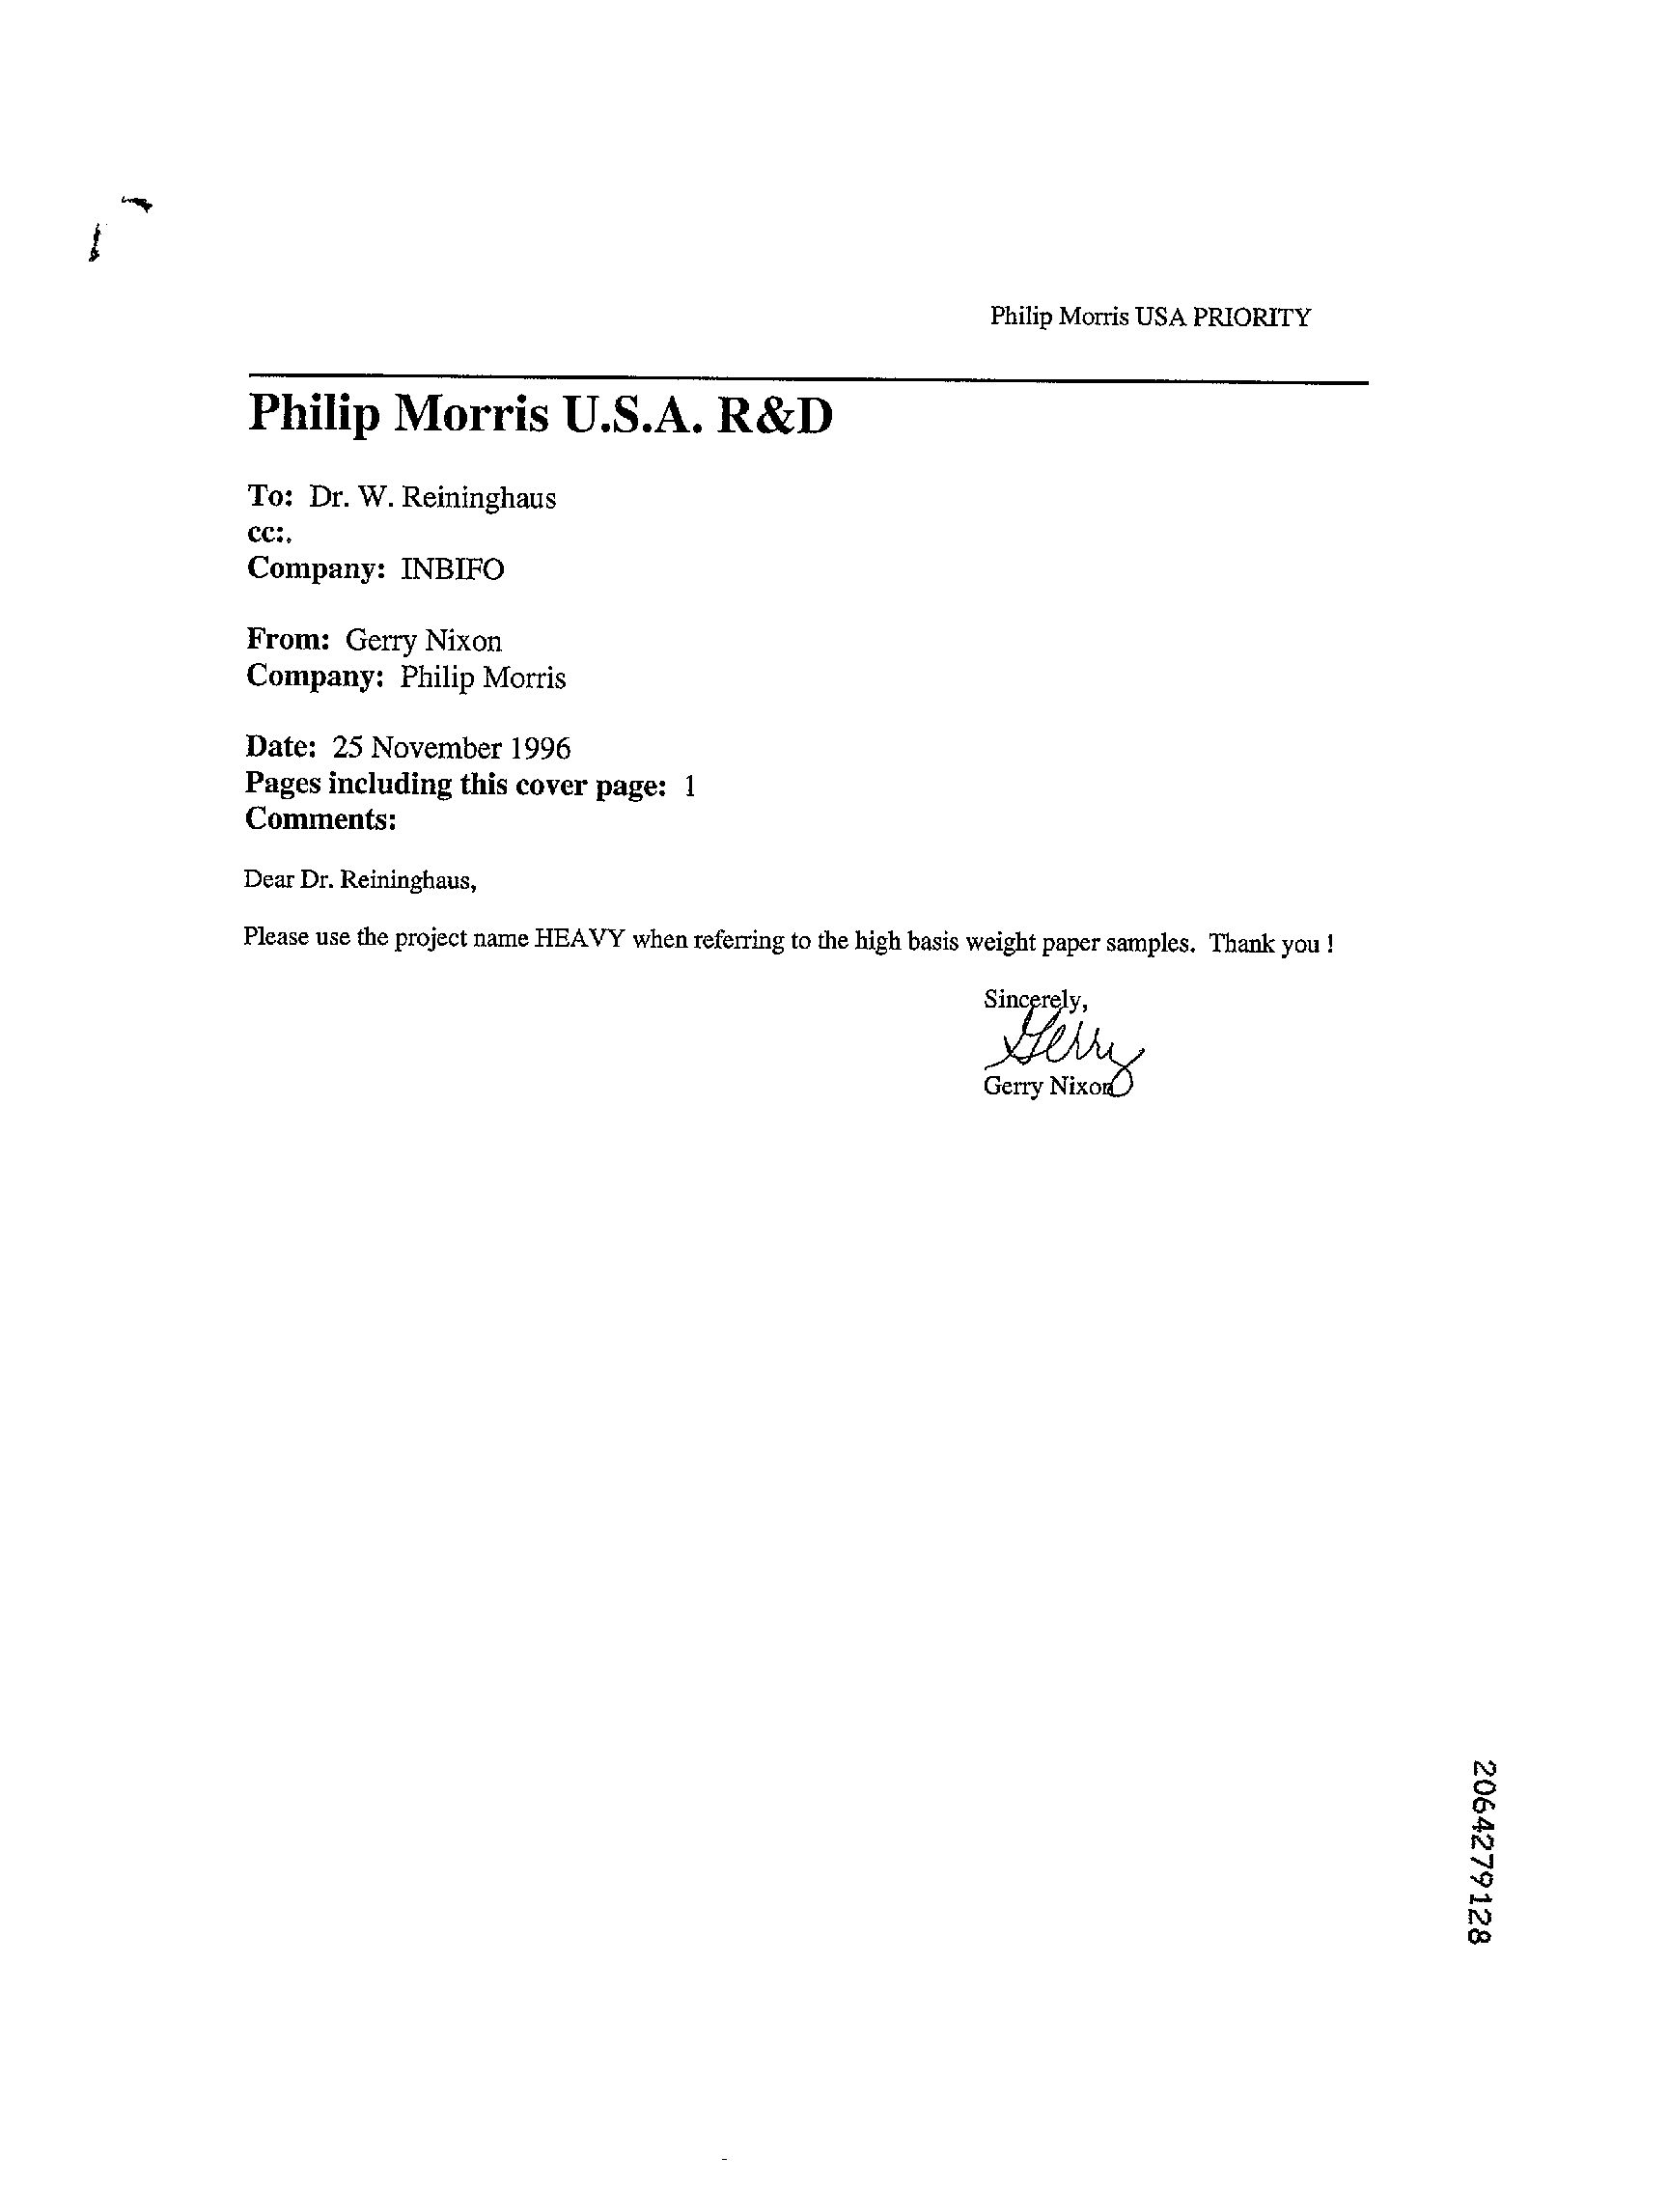 Philip Morris USA PRIORITY
Philip Morris U.S.A. R&D
To: Dr. W. Reininghaus
cc:.
Company: INBIFO
From: Gerry Nixon
Company: Philip Morris
Date: 25 November 1996
Pages including this cover page: 1
Comments:
Dear Dr. Reininghaus,
Please use the project name HEAVY when referring to the high basis weight paper samples. Thank you !
Sincerely,
Gerry
Gerry Nixon
2064279128